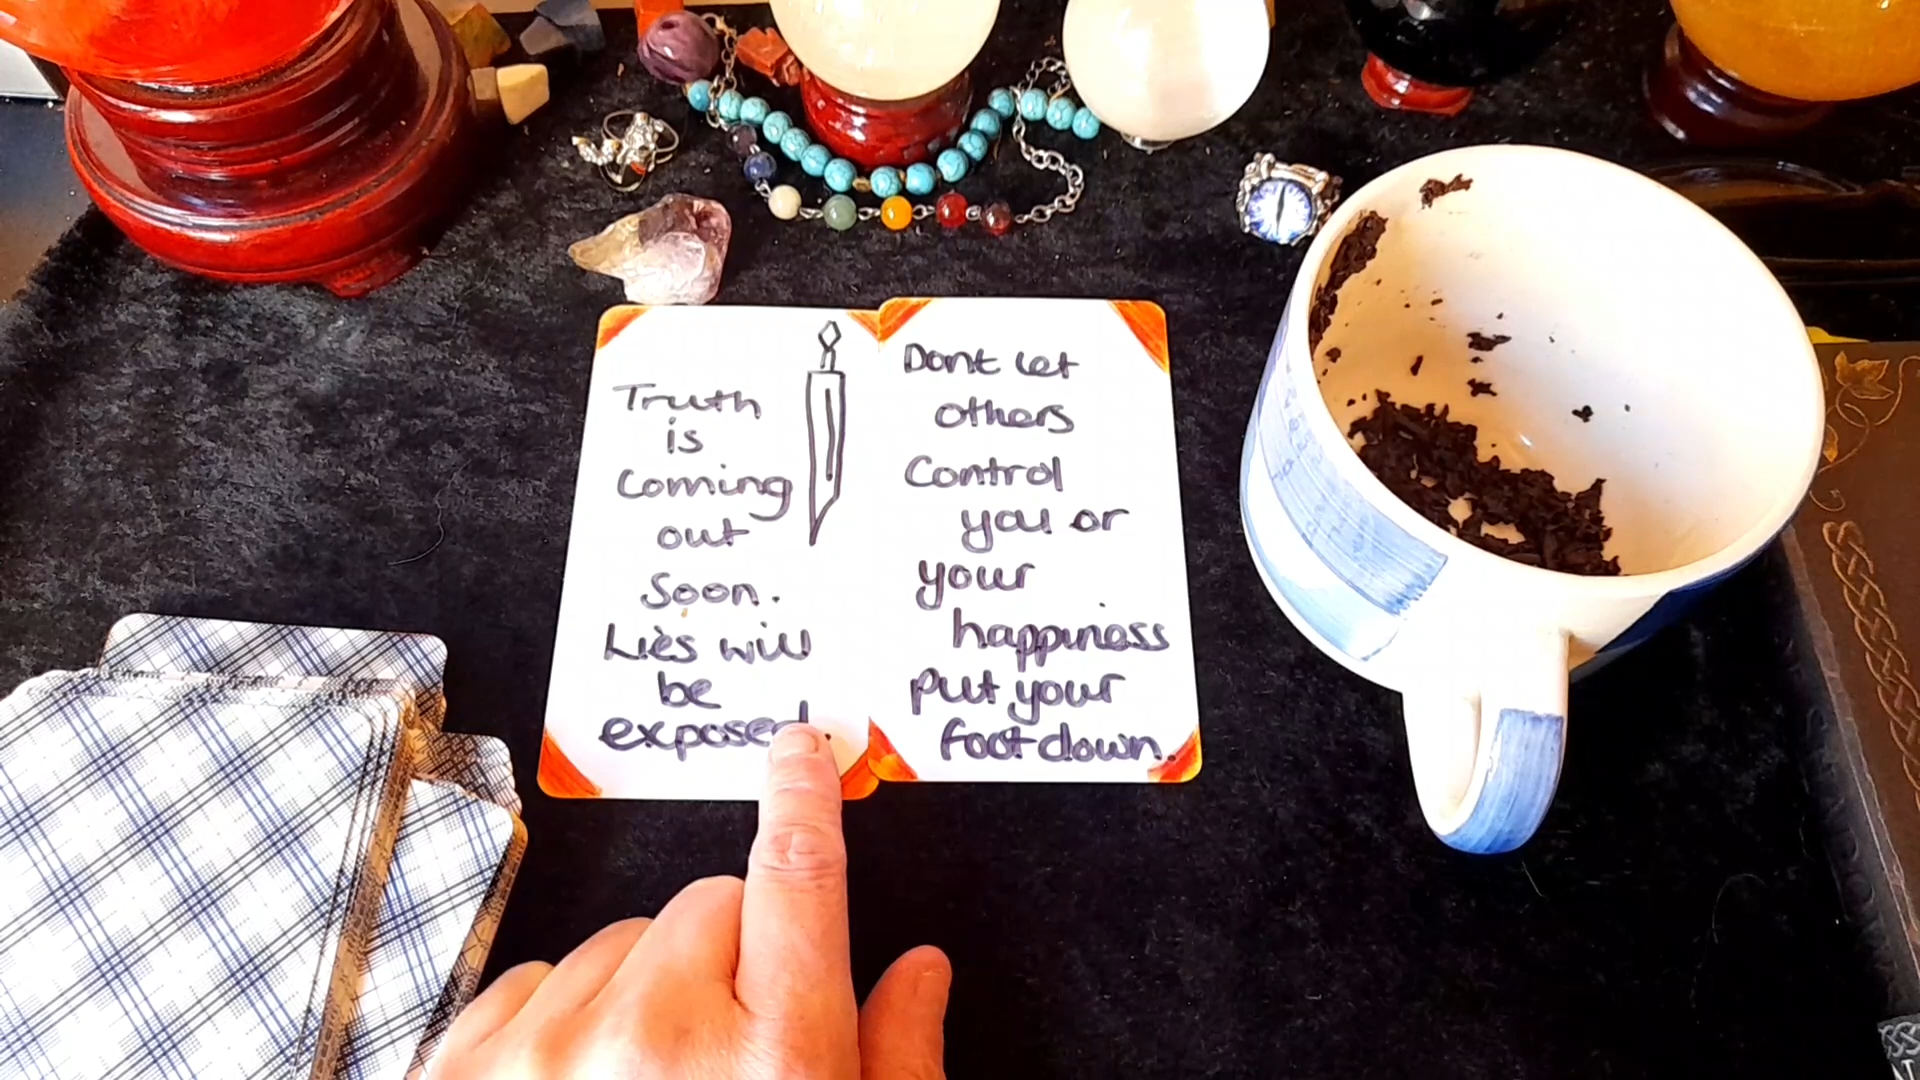 Truth
is
Coming
out
Soon.
Lies will
be
exposed.
Dont let
others
Control
you or
your
happiness
Put your
foot down.